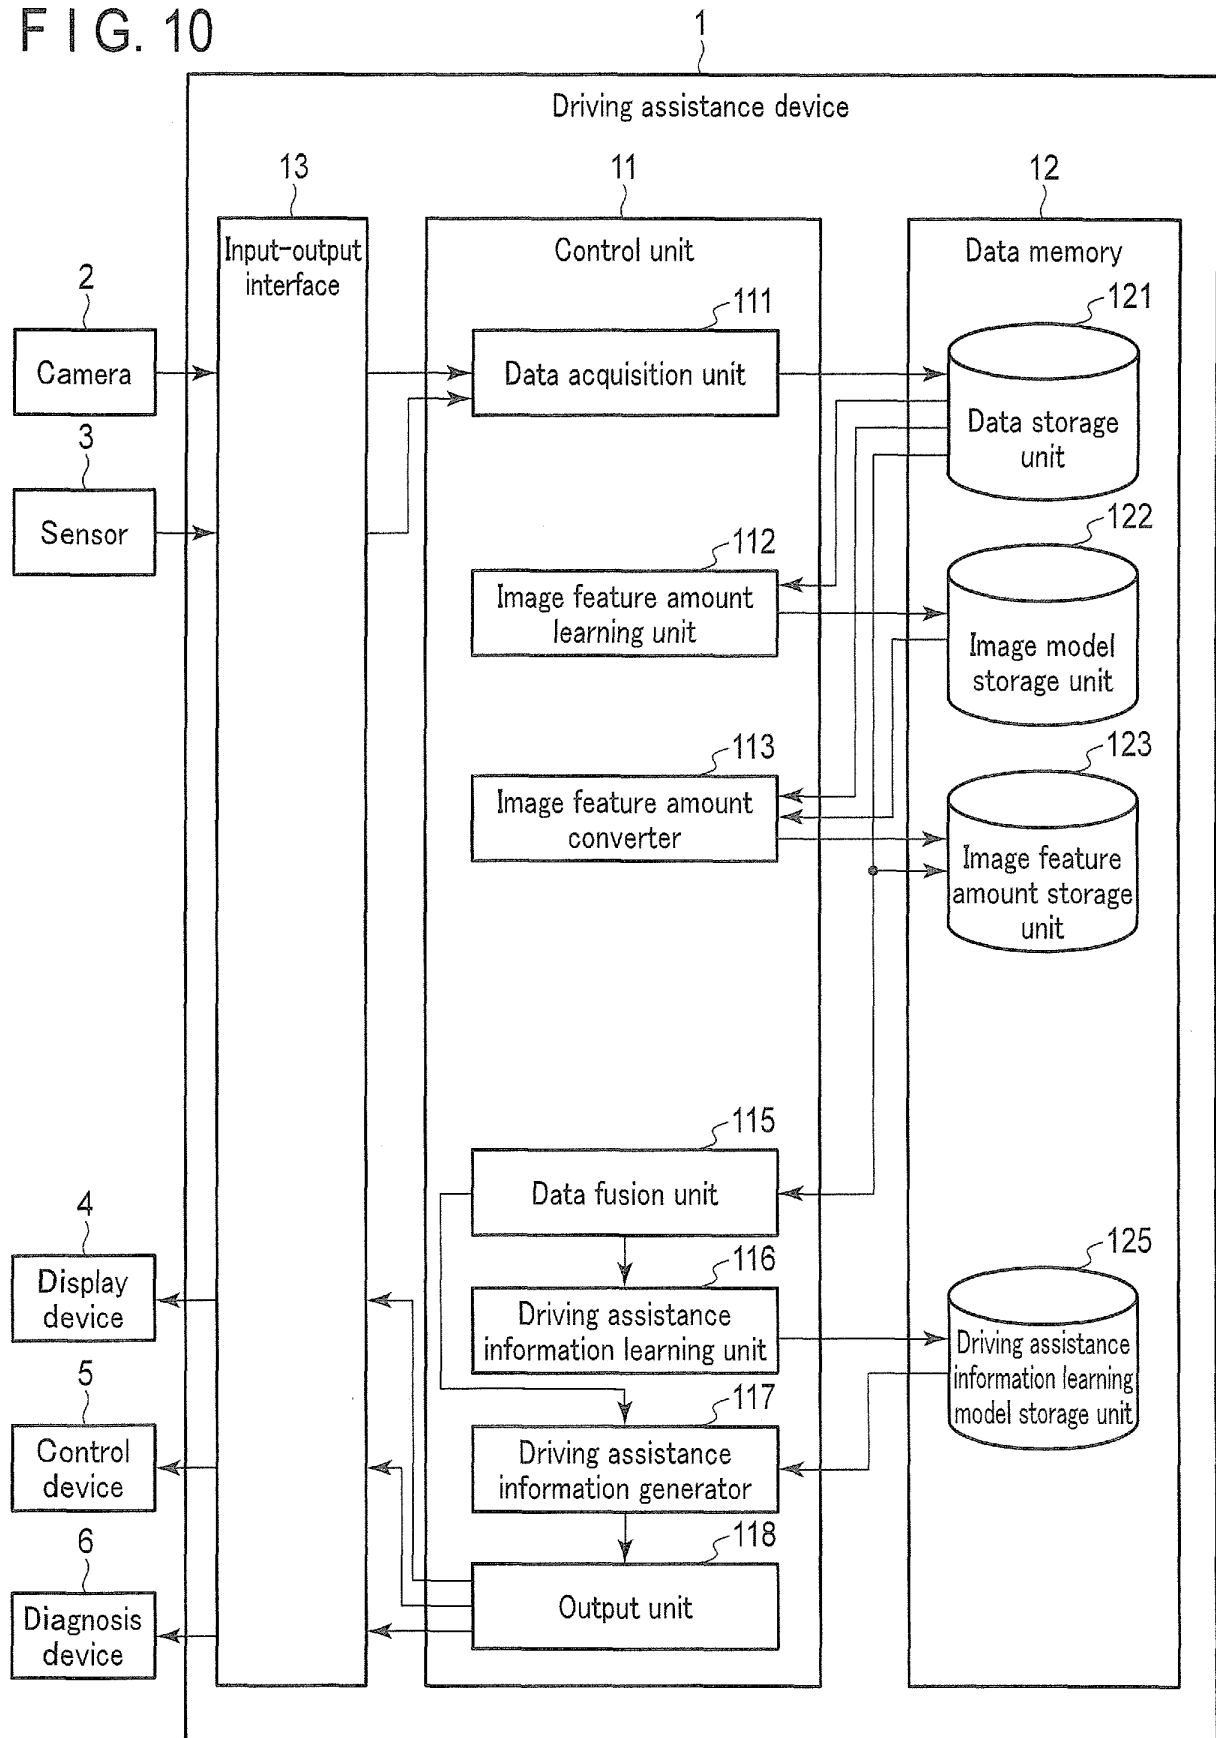 FIG. 10
1
Driving assistance device
13
11
12
Input-output
interface
Control unit
Data memory
2
Camera
111
Data acquisition unit
121
Data storage
unit
3
Sensor
112
Image feature amount
learning unit
122
Image model
storage unit
113
Image feature amount
converter
123
Image feature
amount storage
unit
115
Data fusion unit
4
Display
device
116
Driving assistance
information learning unit
125
Driving assistance
information learning
model storage unit
5
Control
device
117
Driving assistance
information generator
6
Diagnosis
device
118
Output unit